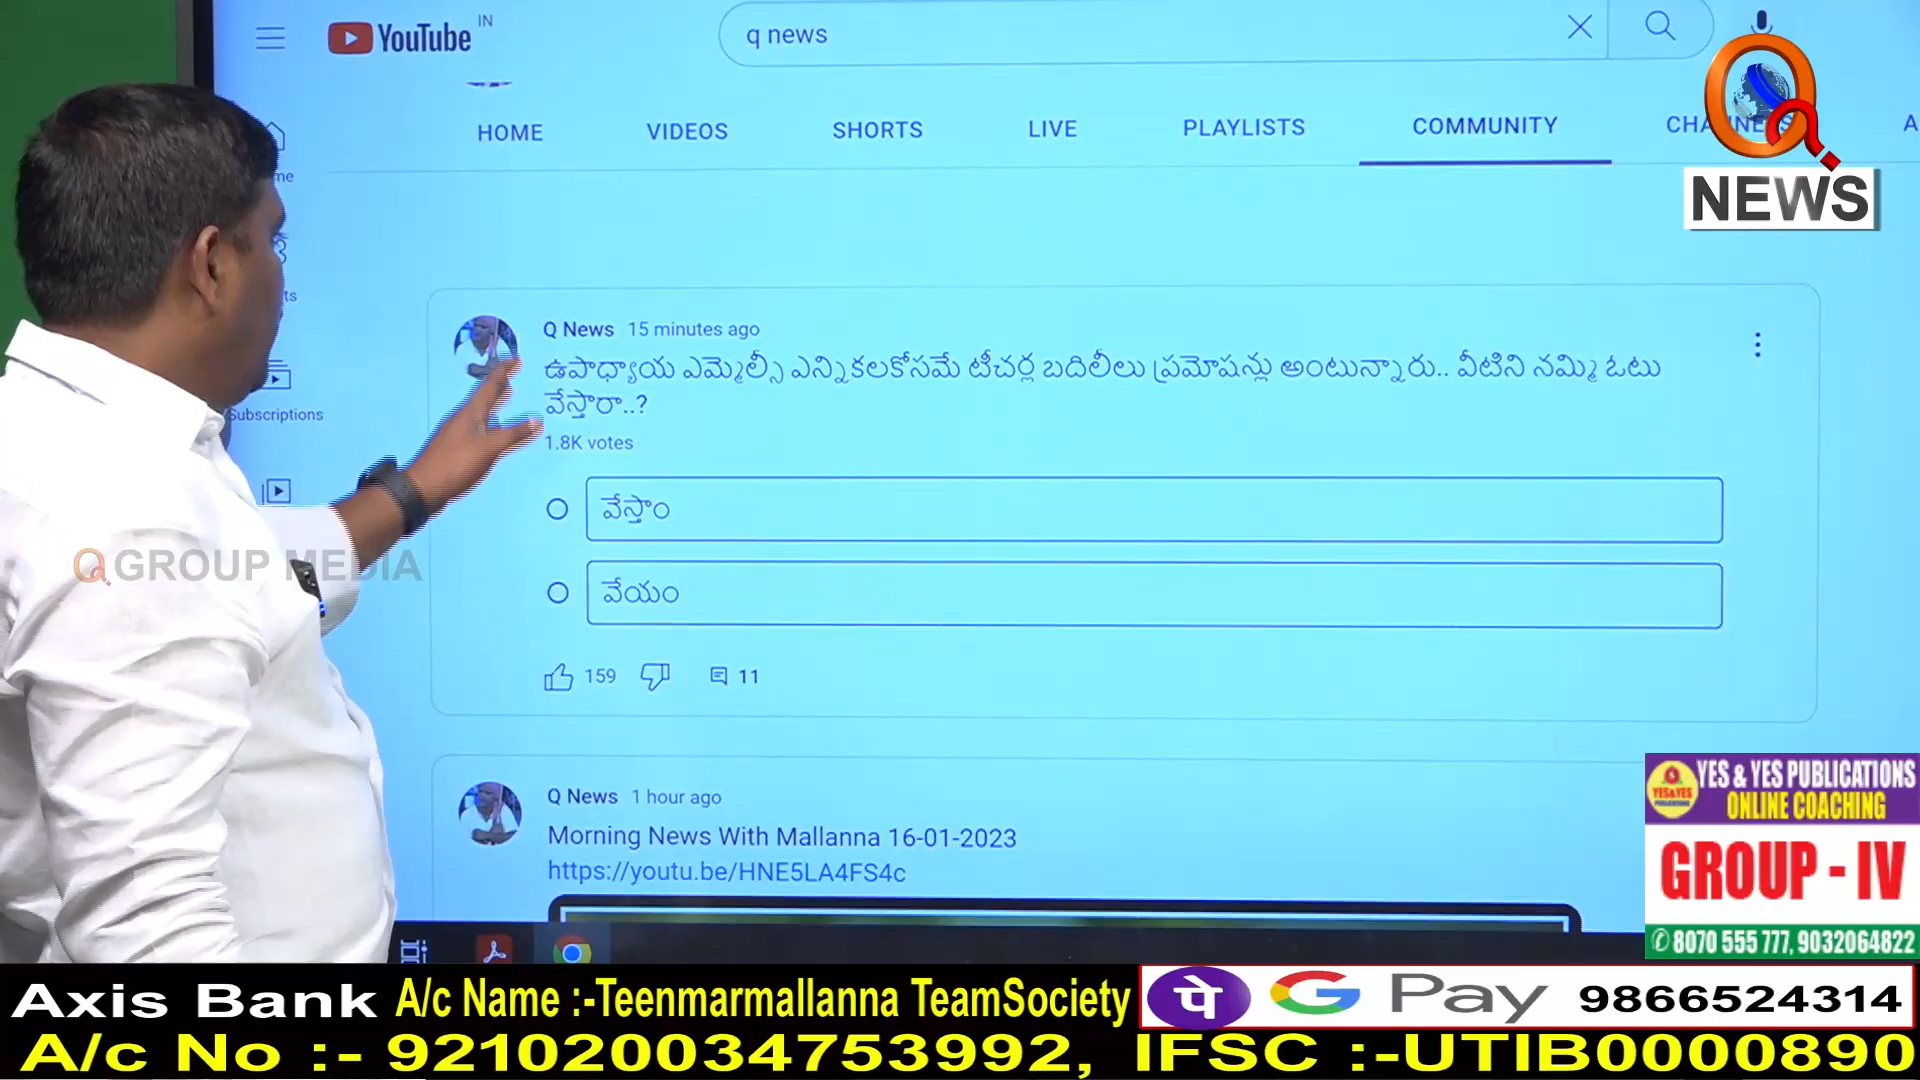 YouTube IN
q news
HOME VIDEOS SHORTS LIVE PLAYLISTS COMMUNITY
NEWS
Q News 15 minutes ago
ఉపాధ్యాయ ఎమ్మెల్సీ ఎన్నికలకోసమే టీచర్ల బదిలీలు ప్రమోషన్లు అంటున్నారు.. వీటిని నమ్మి ఓటు
వేస్తారా..?
Subscriptions
1.8K votes
వేస్తాం
వేయం
Q GROUP MEDIA
159 11
Q News 1 hour ago
Morning News With Mallanna 16-01-2023
https://youtu.be/HNE5LA4FS4c
YES & YES PUBLICATIONS
ONLINE COACHING
GROUP - IV
8070 555 777, 9032064822
Axis Bank A/c Name :-Teenmarmallanna TeamSociety
पे G Pay 9866524314
A/c No :- 921020034753992, IFSC :-UTIB0000890